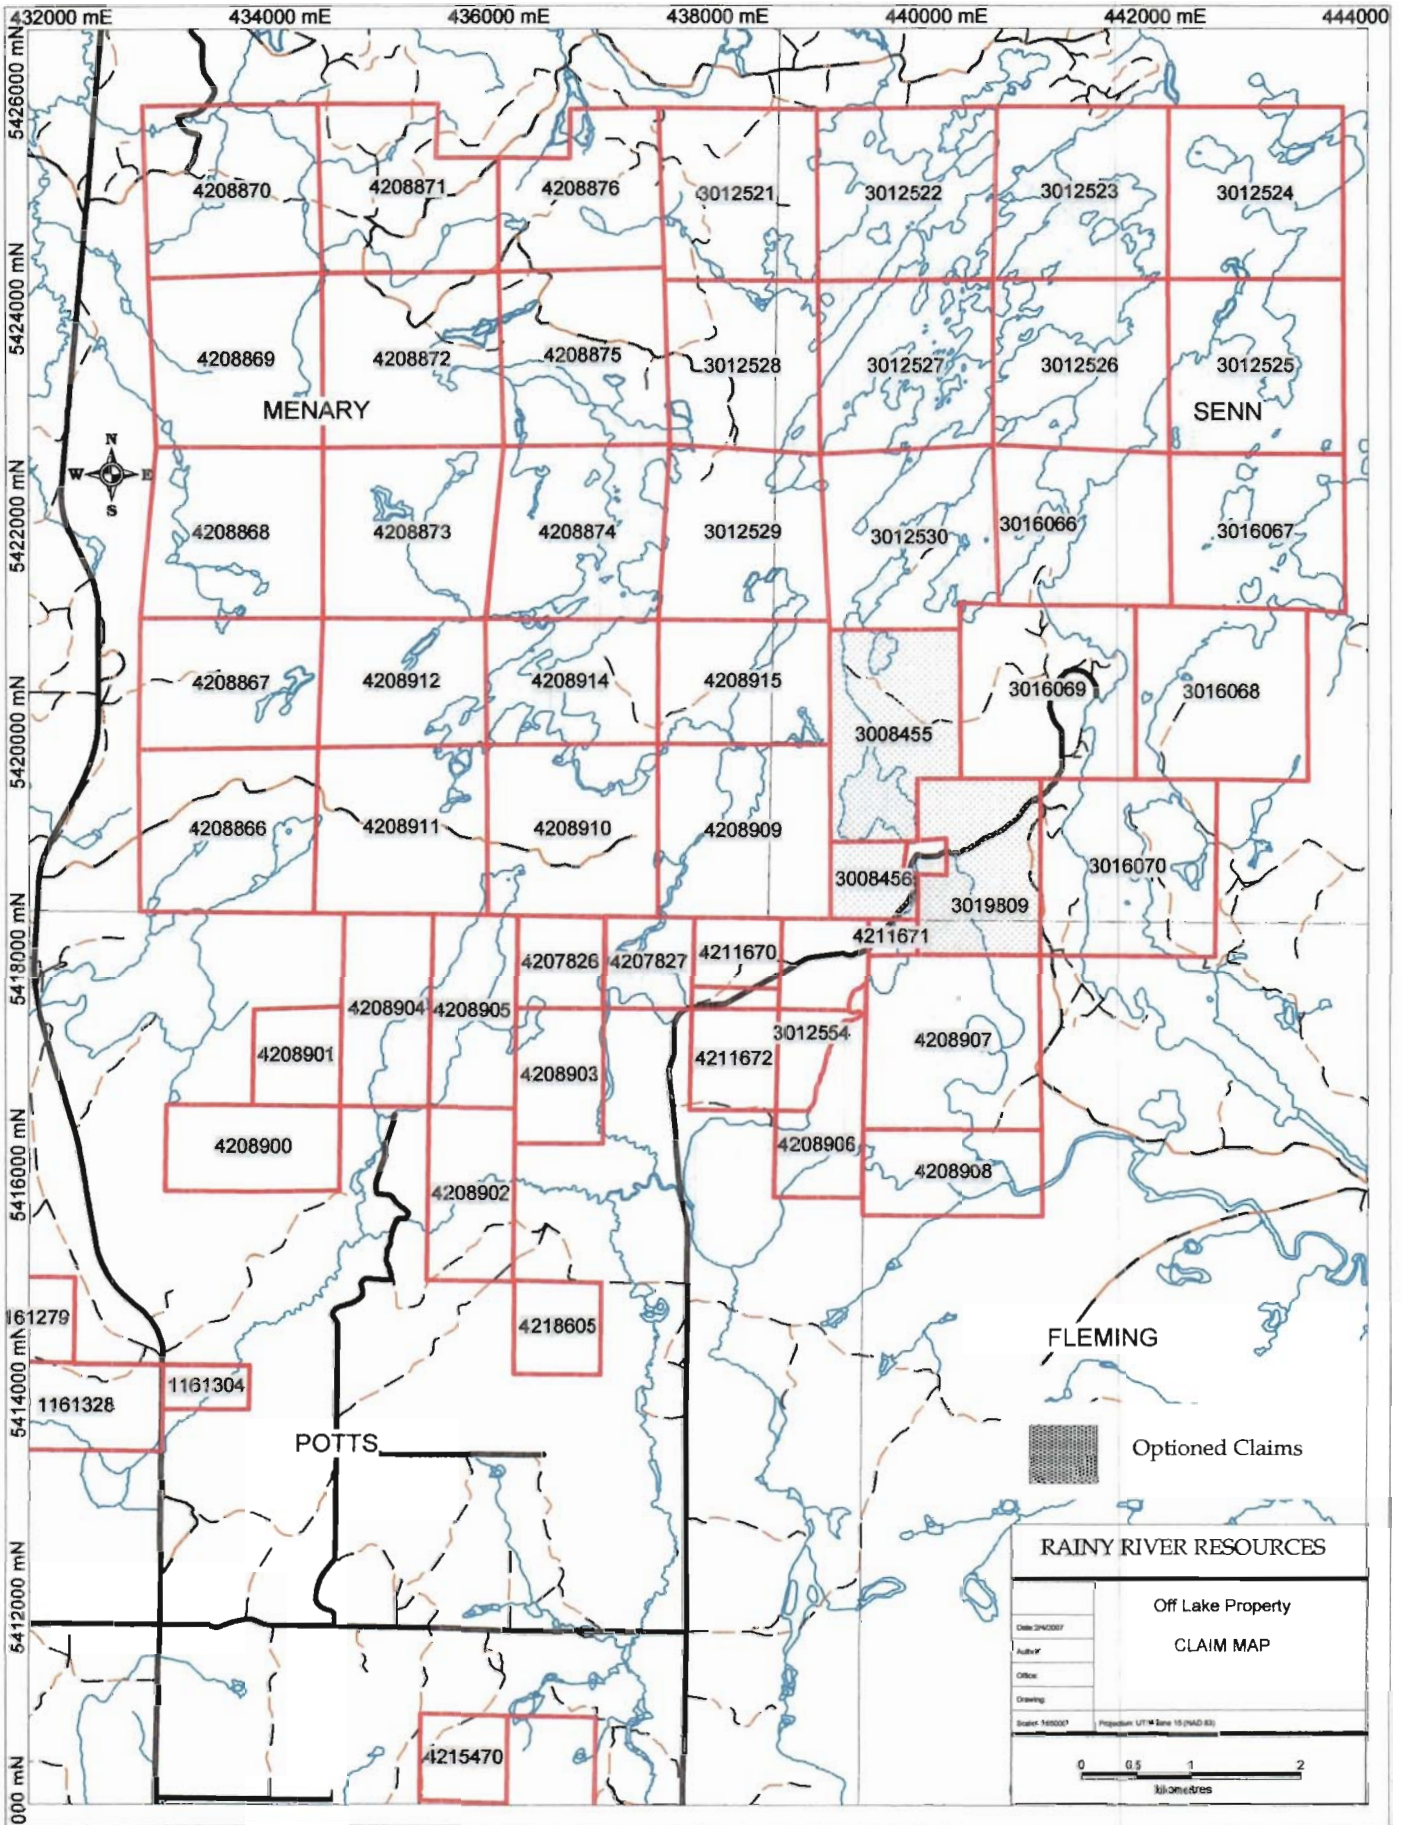 432000 mE 434000 mE 436000 mE 438000 mE 440000 mE 442000 mE 444000
5426000 mN
4208870 4208871 4208876 3012521 3012522 3012523 3012524
5424000 mN
4208869 4208872 4208875 3012528 3012527 3012526 3012525
MENARY SENN
N
W E
S
5422000 mN
4208868 4208873 4208874 3012529 3012530 3016066 3016067
4208867 4208912 4208914 4208915 3016069 3016068
5420000 mN
3008455
4208866 4208911 4208910 4208909
3008456 3016070
3019809
5418000 mN
4207826 4207827 4211670 4211671
4208904 4208905
4208901 4208903 4211672 3012554 4208907
4208900 4208906
5416000 mN
4208902 4208908
161279 4218605
FLEMING
5414000 mN
1161304
1161328
POTTS
Optioned Claims
5412000 mN
RAINY RIVER RESOURCES
Off Lake Property
CLAIM MAP
Date:
Office:
Drawing:
4215470
000 mN
0 0.5 1 2
kilometres